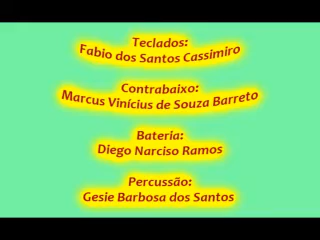 Teclados:
Fabio dos Santos Cassimiro
Contrabaixo:
Marcus Vinícius de Souza Barreto
Bateria:
Diego Narciso Ramos
Percussão:
Gesie Barbosa dos Santos